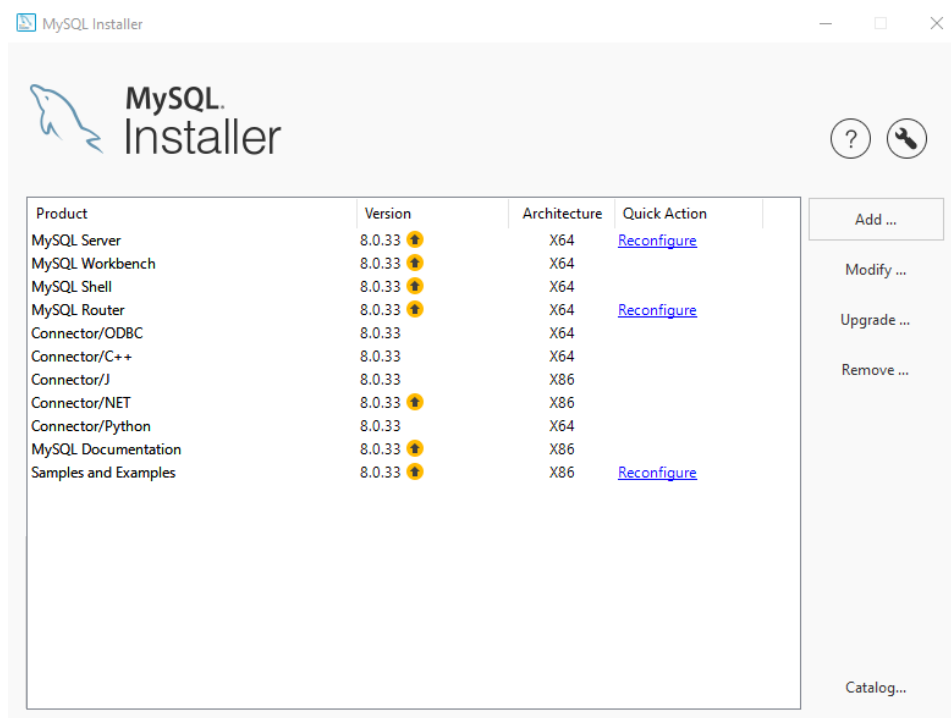 MySQL Installer
MySQL.
Installer
?
Product Version Architecture Quick Action
MySQL Server 8.0.33 X64 Reconfigure
MySQL Workbench 8.0.33 X64
MySQL Shell 8.0.33 X64
MySQL Router 8.0.33 X64 Reconfigure
Connector/ODBC 8.0.33 X64
Connector/C++ 8.0.33 X64
Connector/J 8.0.33 X86
Connector/NET 8.0.33 X86
Connector/Python 8.0.33 X64
MySQL Documentation 8.0.33 X86
Samples and Examples 8.0.33 X86 Reconfigure
Add ...
Modify ...
Upgrade ...
Remove ...
Catalog...